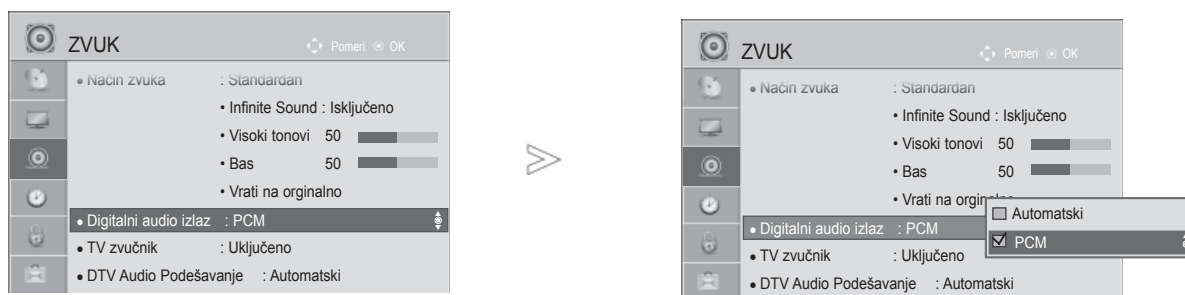 ZVUK
Pomeri OK
• Način zvuka : Standardan
• Infinite Sound : Isključeno
• Visoki tonovi 50
• Bas 50
• Vrati na orginalno
• Digitalni audio izlaz : PCM
• TV zvučnik : Uključeno
• DTV Audio Podešavanje : Automatski
ZVUK
Pomeri OK
• Način zvuka : Standardan
• Infinite Sound : Isključeno
• Visoki tonovi 50
• Bas 50
• Vrati na
• Digitalni audio izlaz : PCM
• TV zvučnik : Uključeno
• DTV Audio Podešavanje : Automatski
Automatski
PCM